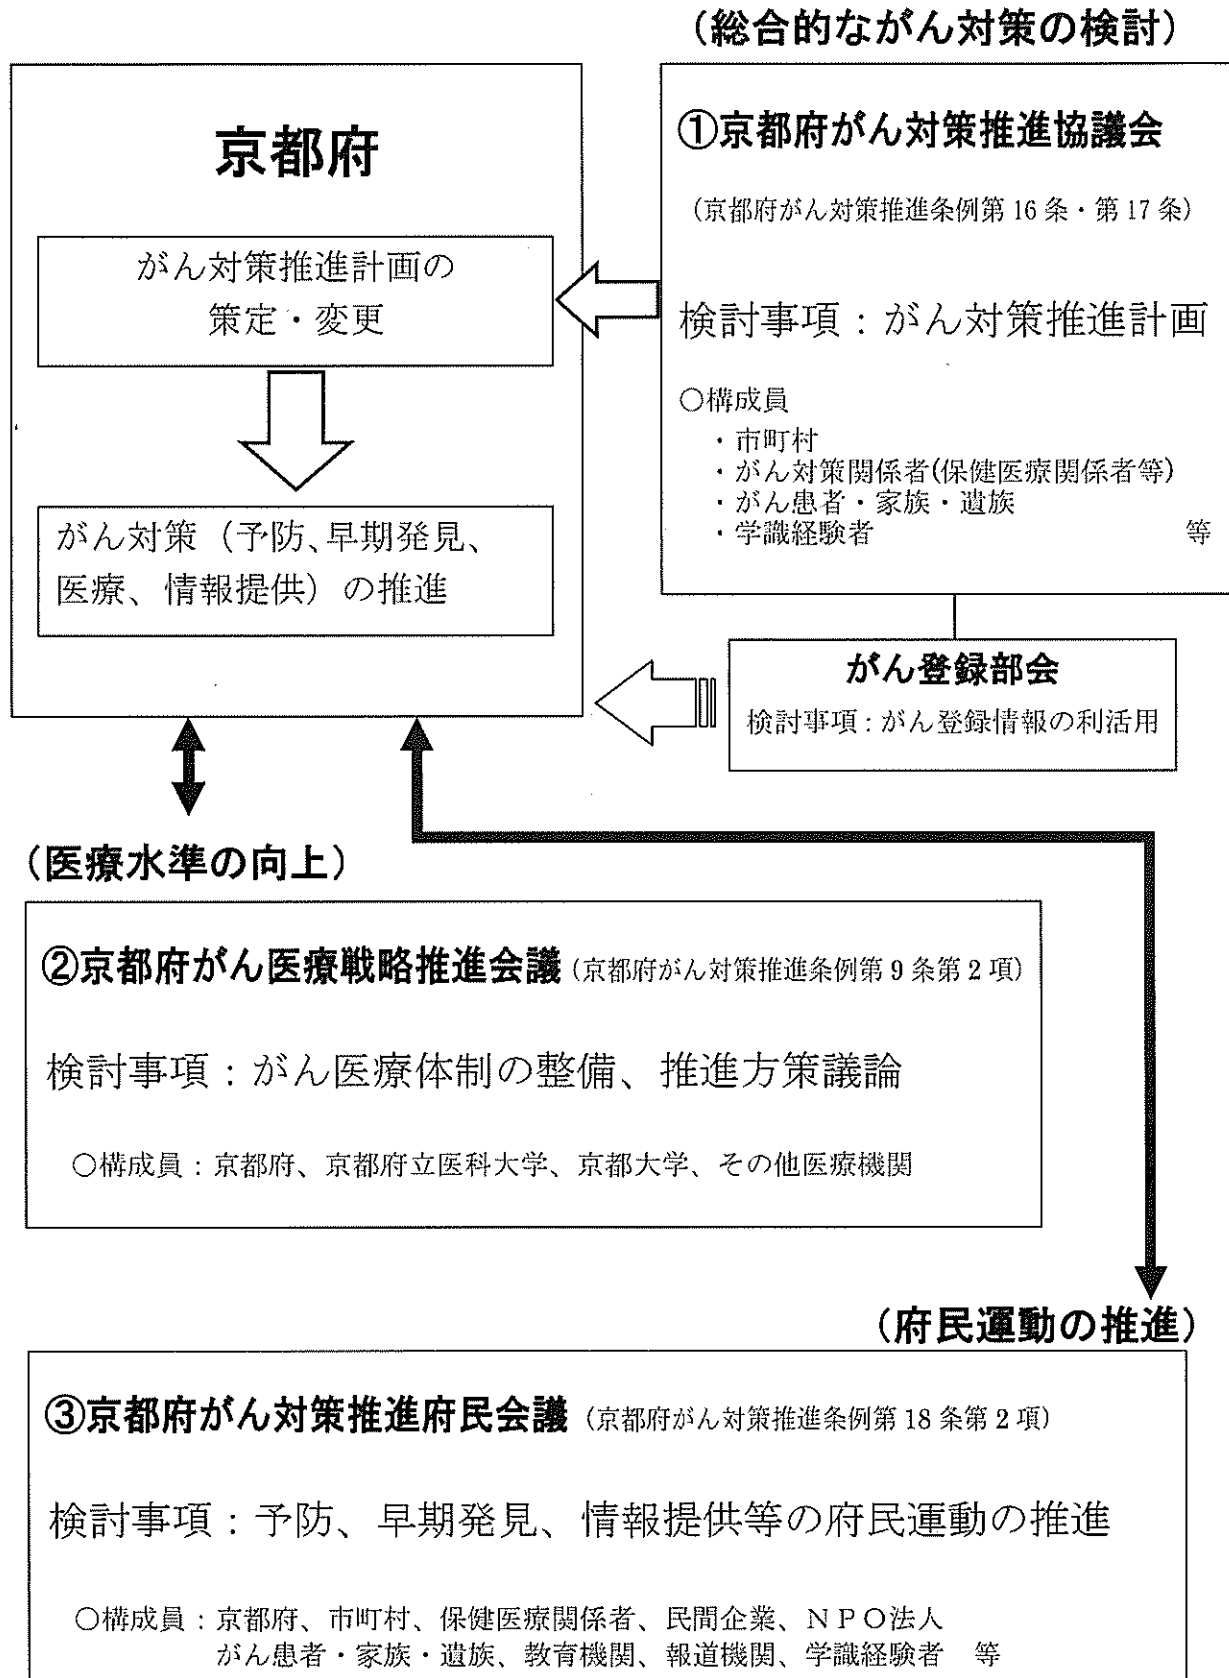 (総合的ながん対策の検討)
京都府
がん対策推進計画の
策定・変更
がん対策（予防、早期発見、
医療、情報提供）の推進
①京都府がん対策推進協議会
（京都府がん対策推進条例第16条・第17条）
検討事項：がん対策推進計画
○構成員
・市町村
・がん対策関係者(保健医療関係者等)
・がん患者・家族・遺族
・学識経験者　等
がん登録部会
検討事項：がん登録情報の利活用
（医療水準の向上）
②京都府がん医療戦略推進会議（京都府がん対策推進条例第9条第2項）
検討事項：がん医療体制の整備、推進方策議論
○構成員：京都府、京都府立医科大学、京都大学、その他医療機関
（府民運動の推進）
③京都府がん対策推進府民会議（京都府がん対策推進条例第18条第2項）
検討事項：予防、早期発見、情報提供等の府民運動の推進
○構成員：京都府、市町村、保健医療関係者、民間企業、ＮＰＯ法人
がん患者・家族・遺族、教育機関、報道機関、学識経験者　等